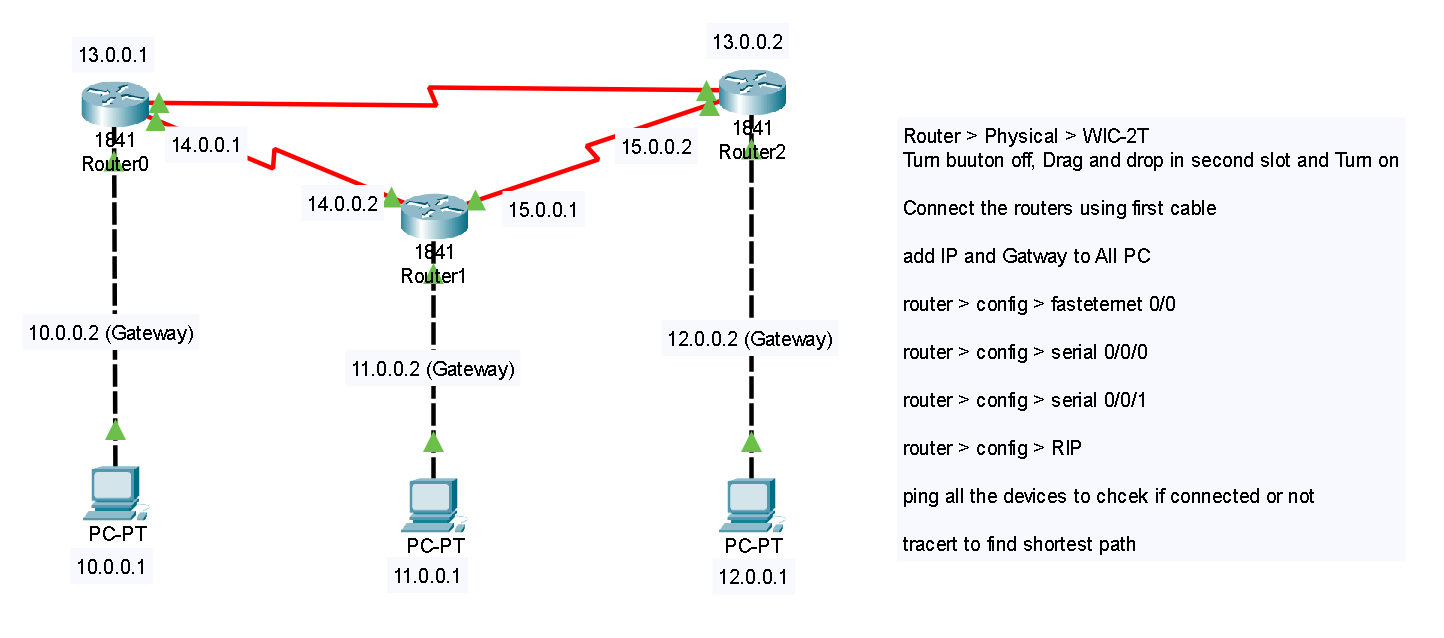 13.0.0.1
13.0.0.2
1841
Router0
14.0.0.1
15.0.0.2
1841
Router2
14.0.0.2
15.0.0.1
1841
Router1
10.0.0.2 (Gateway)
11.0.0.2 (Gateway)
12.0.0.2 (Gateway)
PC-PT
10.0.0.1
PC-PT
11.0.0.1
PC-PT
12.0.0.1
Router > Physical > WIC-2T
Turn buuton off, Drag and drop in second slot and Turn on
Connect the routers using first cable
add IP and Gatway to All PC
router > config > fasteternet 0/0
router > config > serial 0/0/0
router > config > serial 0/0/1
router > config > RIP
ping all the devices to chcek if connected or not
tracert to find shortest path